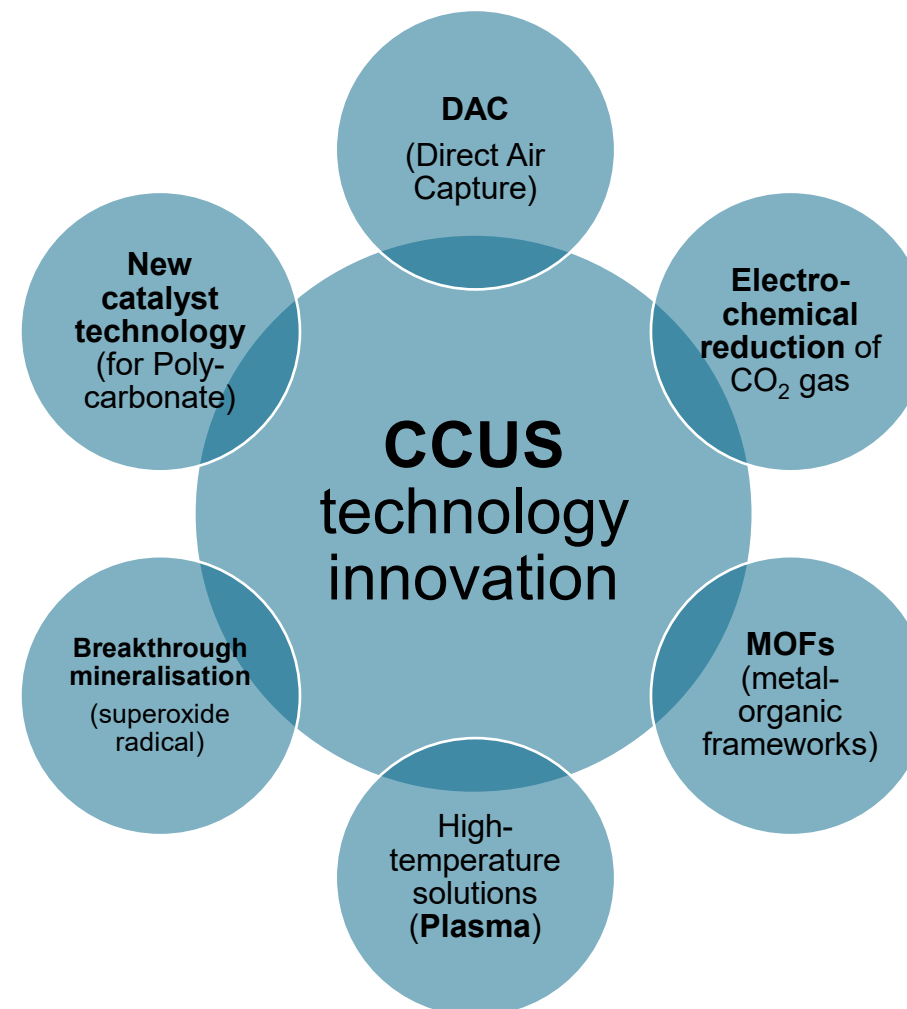 DAC
(Direct Air
Capture)
Electro-
chemical
reduction of
CO₂ gas
MOFs
(metal-
organic
frameworks)
High-
temperature
solutions
(Plasma)
Breakthrough
mineralisation
(superoxide
radical)
New
catalyst
technology
(for Poly-
carbonate)
CCUS
technology
innovation